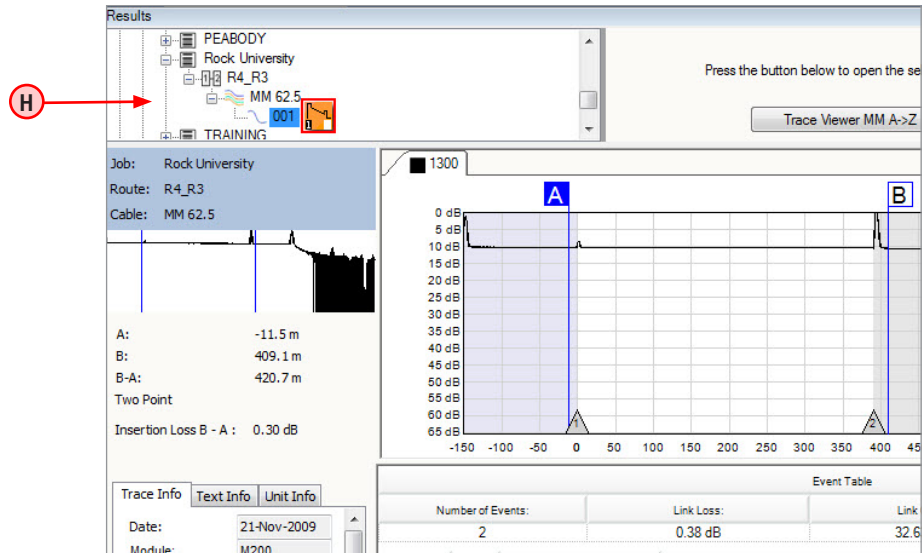 Results
PEABODY
Rock University
1 2 R4_R3
MM 62.5
001 1
TRAINING
H
Press the button below to open the se
Trace Viewer MM A->Z
Job: Rock University
Route: R4_R3
Cable: MM 62.5
1300
A B
0 dB
5 dB
10 dB
15 dB
20 dB
25 dB
30 dB
35 dB
40 dB
45 dB
50 dB
55 dB
60 dB
65 dB
1 2
-150 -100 -50 0 50 100 150 200 250 300 350 400 45
A: -11.5 m
B: 409.1 m
B-A: 420.7 m
Two Point
Insertion Loss B - A : 0.30 dB
Trace Info Text Info Unit Info
Date: 21-Nov-2009
Module: M200
Event Table
Number of Events: Link Loss: Link
2 0.38 dB 32.6